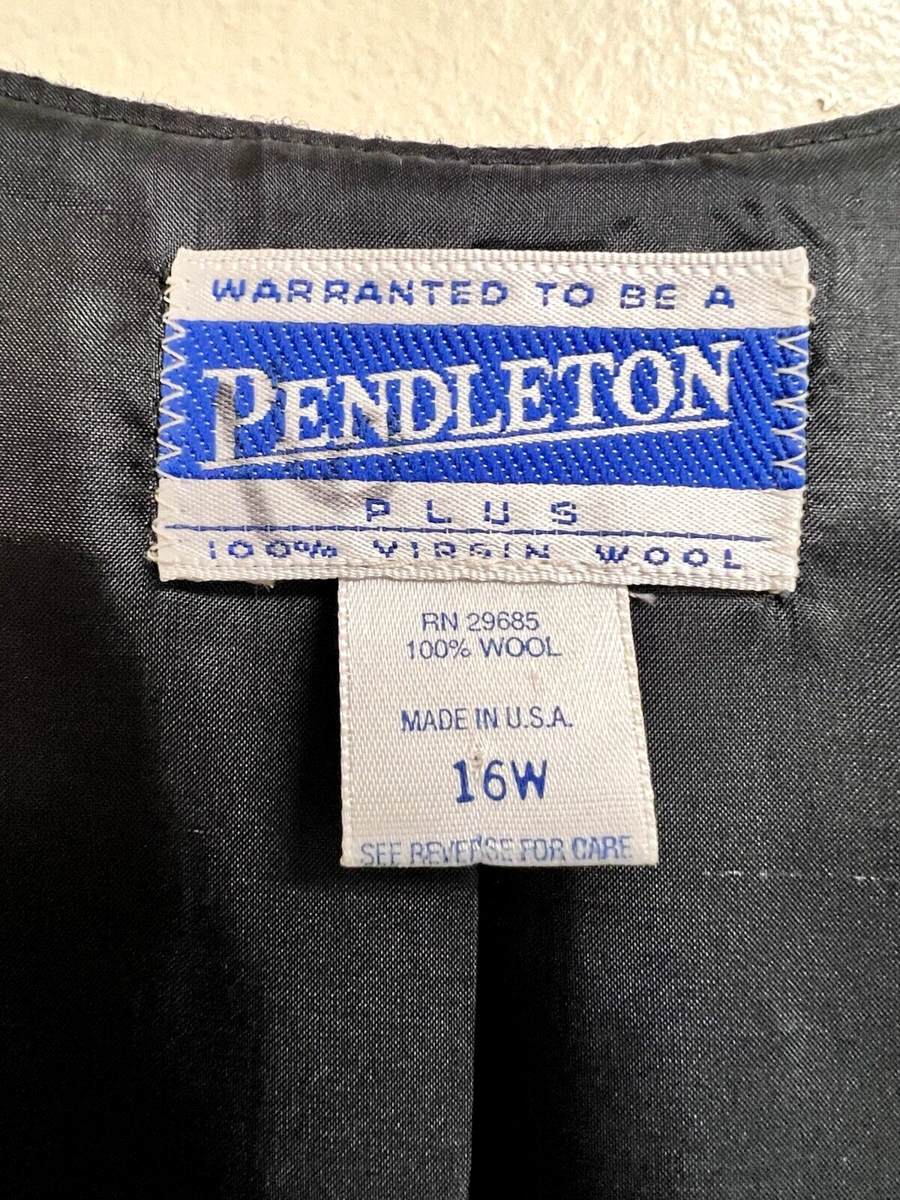 WARRANTED TO BE A
PENDLETON
PLUS
100% VIRGIN WOOL
RN 29685
100% WOOL
MADE IN U.S.A.
16W
SEE REVERSE FOR CARE